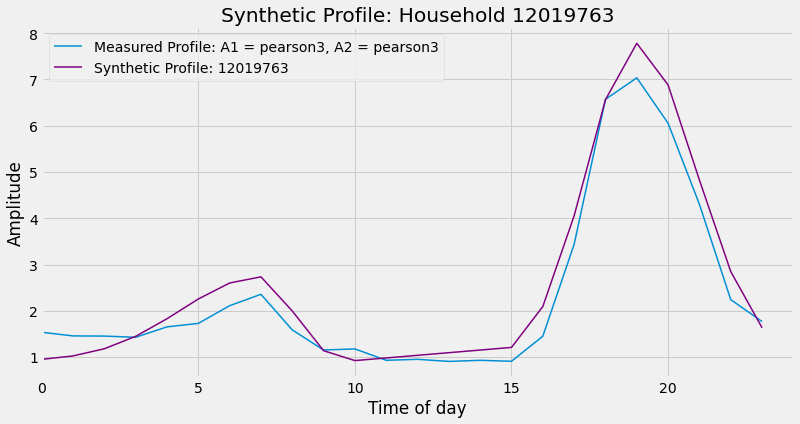 Synthetic Profile: Household 12019763
Measured Profile: A1 = pearson3, A2 = pearson3
Synthetic Profile: 12019763
Amplitude
8
7
6
5
4
3
2
1
0 5 10 15 20
Time of day